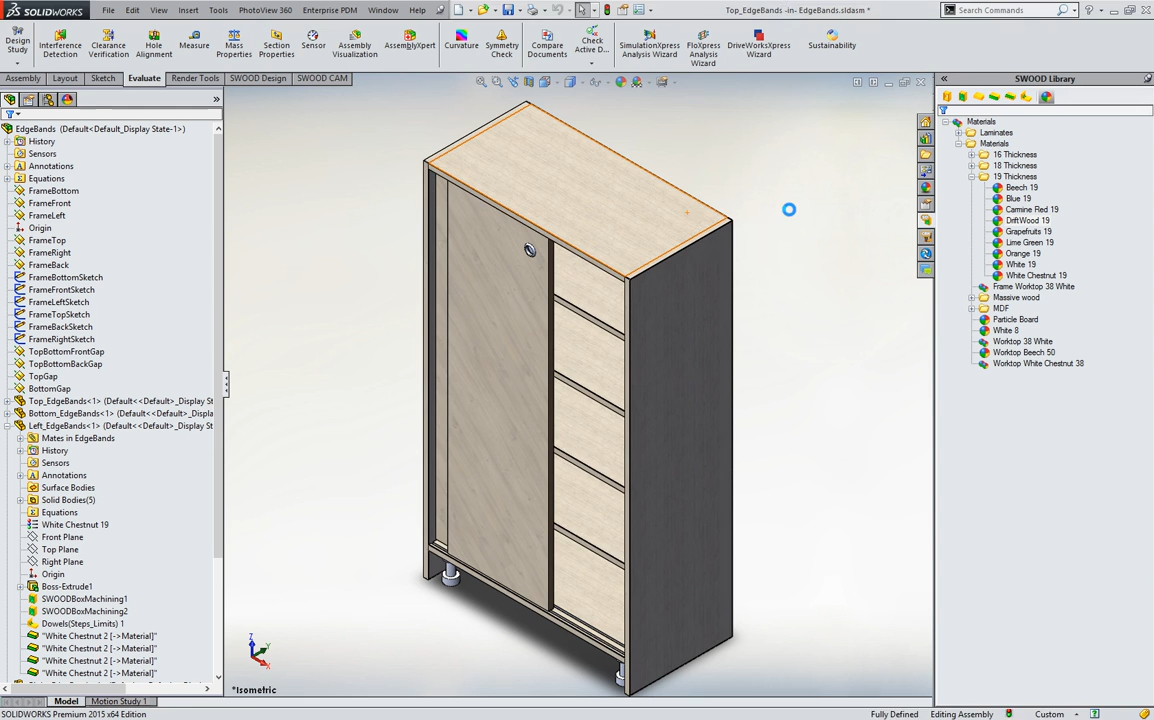 SOLIDWORKS File Edit View Insert Tools PhotoView 360 Enterprise PDM Window Help Top_EdgeBands -in- EdgeBands.sldasm * Search Commands
Design Study Interference Detection Clearance Verification Hole Alignment Measure Mass Properties Section Properties Sensor Assembly Visualization AssemblyXpert Curvature Symmetry Check Compare Documents Check Active D... SimulationXpress Analysis Wizard FloXpress Analysis Wizard DriveWorksXpress Wizard Sustainability
Assembly Layout Sketch Evaluate Render Tools SWOOD Design SWOOD CAM
SWOOD Library
EdgeBands (Default<Default_Display State-1>)
History
Sensors
Annotations
Equations
FrameBottom
FrameFront
FrameLeft
Origin
FrameTop
FrameRight
FrameBack
FrameBottomSketch
FrameFrontSketch
FrameLeftSketch
FrameTopSketch
FrameBackSketch
FrameRightSketch
TopBottomFrontGap
TopBottomBackGap
TopGap
BottomGap
Top_EdgeBands<1> (Default<<Default>_Display St
Bottom_EdgeBands<1> (Default<<Default>_Displa
Left_EdgeBands<1> (Default<<Default>_Display St
Mates in EdgeBands
History
Sensors
Annotations
Surface Bodies
Solid Bodies(5)
Equations
White Chestnut 19
Front Plane
Top Plane
Right Plane
Origin
Boss-Extrude1
SWOODBoxMachining1
SWOODBoxMachining2
Dowels(Steps_Limits) 1
"White Chestnut 2 [->Material]"
"White Chestnut 2 [->Material]"
"White Chestnut 2 [->Material]"
"White Chestnut 2 [->Material]"
Z
Y
X
*Isometric
Materials
Laminates
Materials
16 Thickness
18 Thickness
19 Thickness
Beech 19
Blue 19
Carmine Red 19
DriftWood 19
Grapefruits 19
Lime Green 19
Orange 19
White 19
White Chestnut 19
Frame Worktop 38 White
Massive wood
MDF
Particle Board
White 8
Worktop 38 White
Worktop Beech 50
Worktop White Chestnut 38
Model Motion Study 1
SOLIDWORKS Premium 2015 x64 Edition Fully Defined Editing Assembly Custom